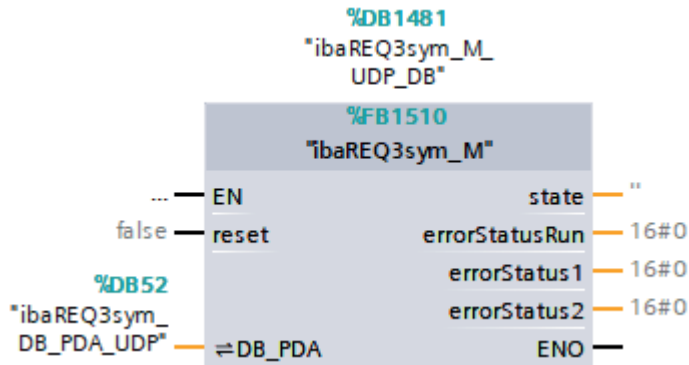 %DB1481
"ibaREQ3sym_M_
UDP_DB"
%FB1510
"ibaREQ3sym_M"
... EN state ''
false reset errorStatusRun 16#0
%DB52 errorStatus1 16#0
"ibaREQ3sym_ errorStatus2 16#0
DB_PDA_UDP" ⇌DB_PDA ENO